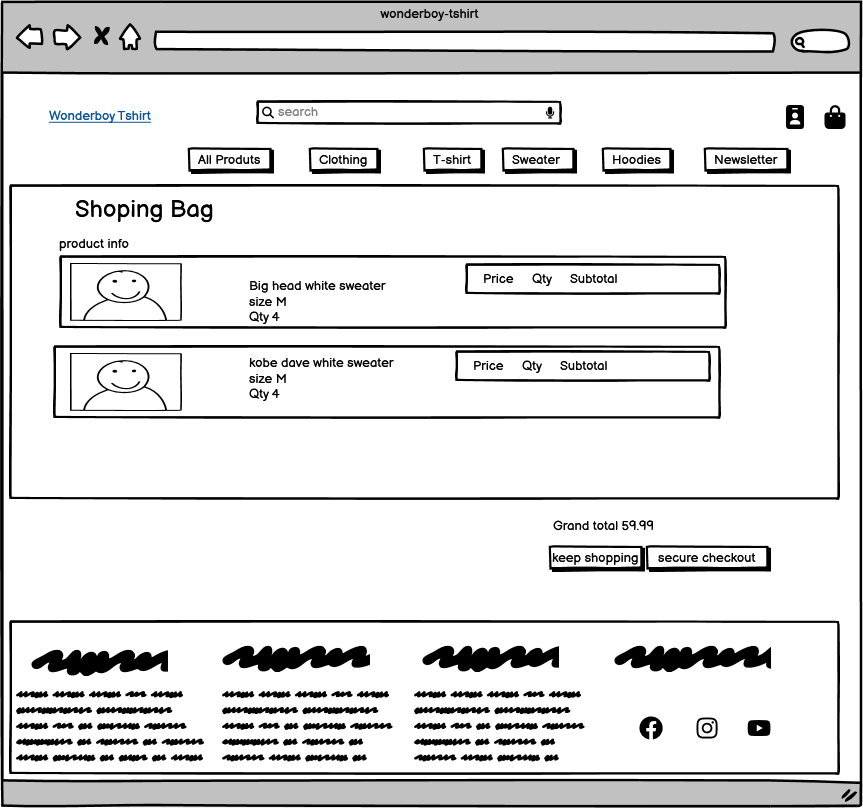 wonderboy-tshirt
Wonderboy Tshirt
search
All Produts
Clothing
T-shirt
Sweater
Hoodies
Newsletter
Shoping Bag
product info
Big head white sweater
size M
Qty 4
Price Qty Subtotal
kobe dave white sweater
size M
Qty 4
Price Qty Subtotal
Grand total 59.99
keep shopping
secure checkout